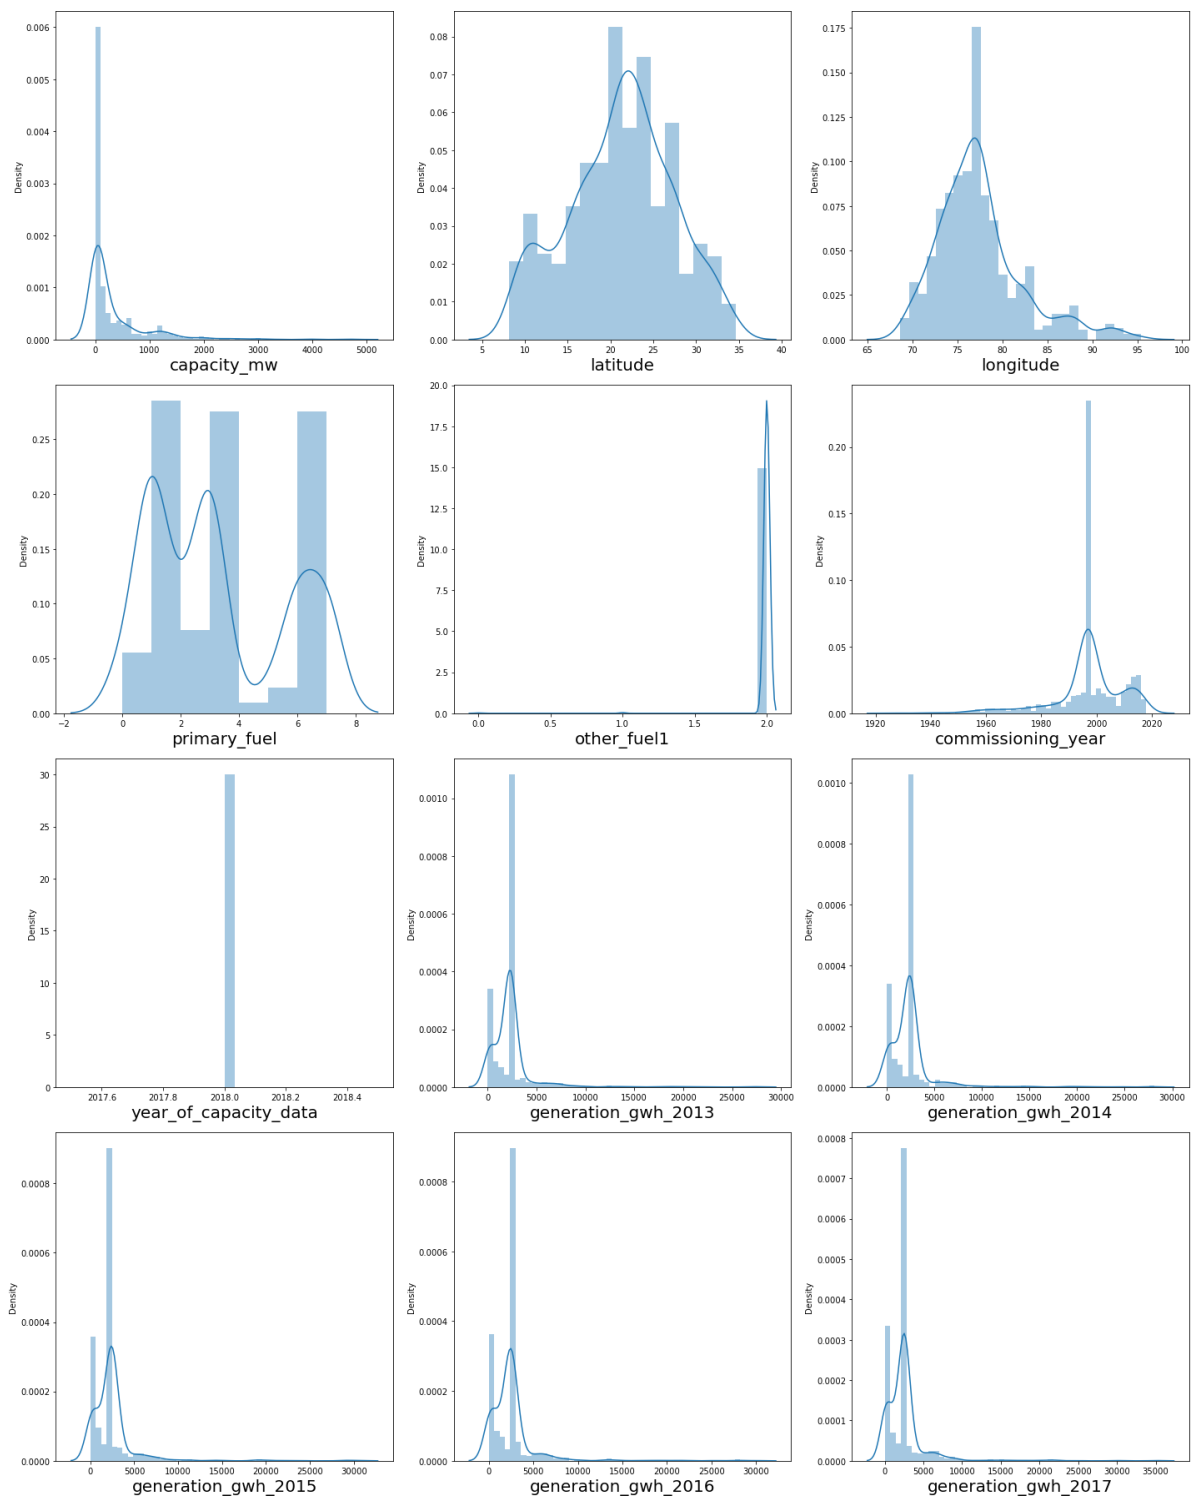 0.006
0.005
0.004
0.003
0.002
0.001
0.000
Density
0 1000 2000 3000 4000 5000
capacity_mw
0.08
0.07
0.06
0.05
0.04
0.03
0.02
0.01
0.00
Density
5 10 15 20 25 30 35 40
latitude
0.175
0.150
0.125
0.100
0.075
0.050
0.025
0.000
Density
65 70 75 80 85 90 95 100
longitude
0.25
0.20
0.15
0.10
0.05
0.00
Density
−2 0 2 4 6 8
primary_fuel
20.0
17.5
15.0
12.5
10.0
7.5
5.0
2.5
0.0
Density
0.0 0.5 1.0 1.5 2.0
other_fuel1
0.20
0.15
0.10
0.05
0.00
Density
1920 1940 1960 1980 2000 2020
commissioning_year
30
25
20
15
10
5
0
Density
2017.6 2017.8 2018.0 2018.2 2018.4
year_of_capacity_data
0.0010
0.0008
0.0006
0.0004
0.0002
0.0000
Density
0 5000 10000 15000 20000 25000 30000
generation_gwh_2013
0.0010
0.0008
0.0006
0.0004
0.0002
0.0000
Density
0 5000 10000 15000 20000 25000 30000
generation_gwh_2014
0.0008
0.0006
0.0004
0.0002
0.0000
Density
0 5000 10000 15000 20000 25000 30000
generation_gwh_2015
0.0008
0.0006
0.0004
0.0002
0.0000
Density
0 5000 10000 15000 20000 25000 30000
generation_gwh_2016
0.0008
0.0007
0.0006
0.0005
0.0004
0.0003
0.0002
0.0001
0.0000
Density
0 5000 10000 15000 20000 25000 30000 35000
generation_gwh_2017